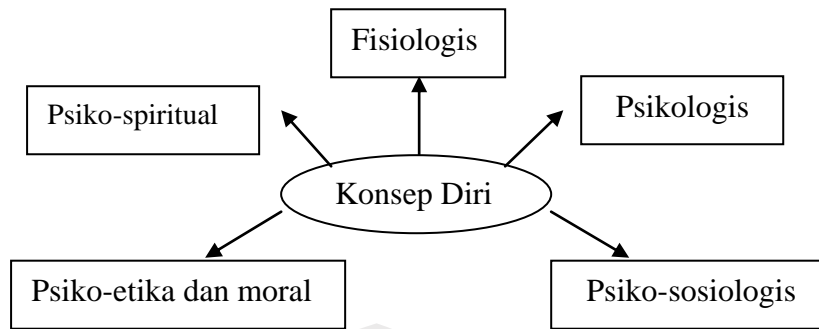 Fisiologis
Psiko-spiritual
Psikologis
Konsep Diri
Psiko-etika dan moral
Psiko-sosiologis